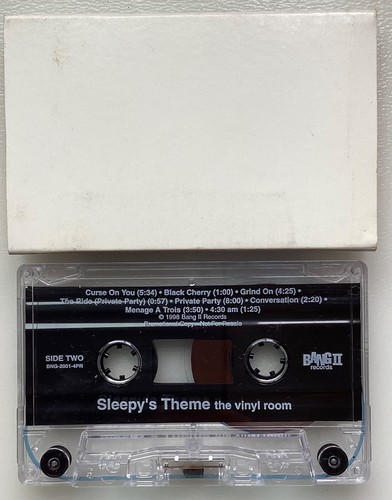 Curse On You (5:34) • Black Cherry (1:00) • Grind On (4:25) •
The Ride (Private Party) (0:57) • Private Party (6:00) • Conversation (2:20) •
Menage A Trois (3:50) • 4:30 am (1:25)
© 1998 Bang II Records
Promotional Copy - Not For Resale
SIDE TWO
BNG-2001-4PR
BANG II
records
Sleepy's Theme the vinyl room